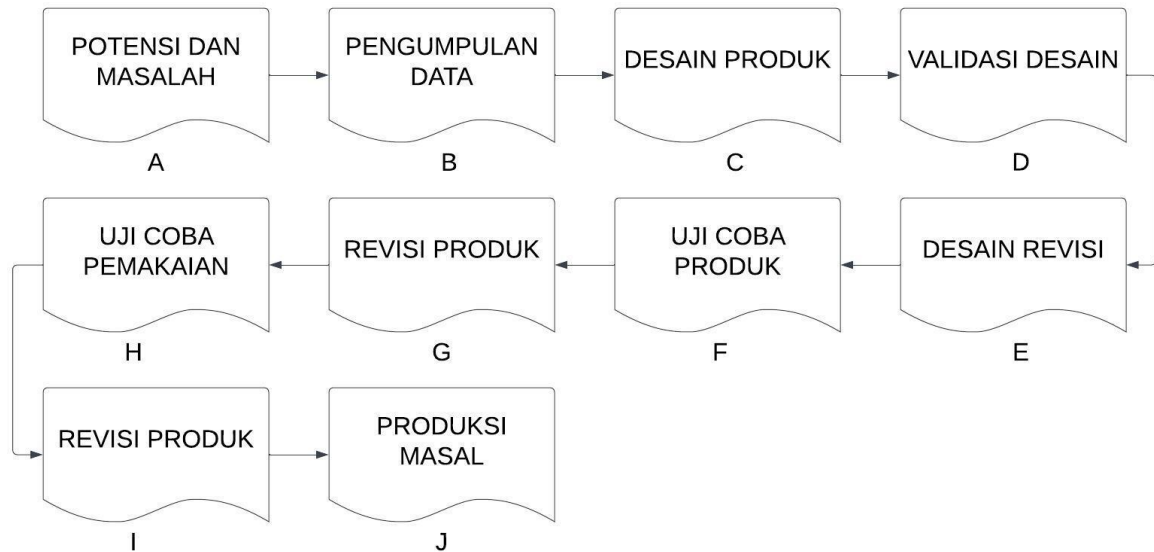 POTENSI DAN
MASALAH
PENGUMPULAN
DATA
DESAIN PRODUK
VALIDASI DESAIN
A
B
C
D
UJI COBA
PEMAKAIAN
REVISI PRODUK
UJI COBA
PRODUK
DESAIN REVISI
H
G
F
E
REVISI PRODUK
PRODUKSI
MASAL
I
J